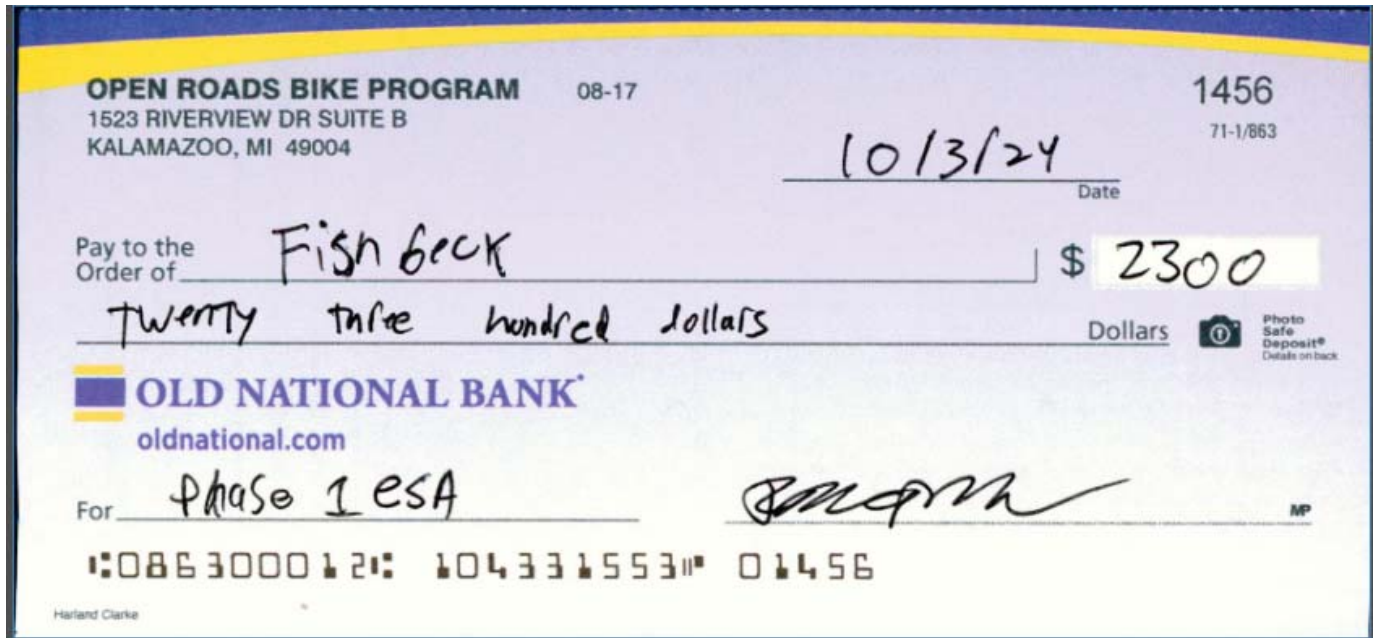 OPEN ROADS BIKE PROGRAM 08-17 1456
1523 RIVERVIEW DR SUITE B 71-1/863
KALAMAZOO, MI 49004
10/3/24
Date
Pay to the
Order of Fishbeck $ 2300
twenty three hundred dollars Dollars Photo Safe Deposit® Details on back
OLD NATIONAL BANK
oldnational.com
For Phase 1 ESA MP
⑆086300012⑆ 104331553⑈ 01456
Harland Clarke